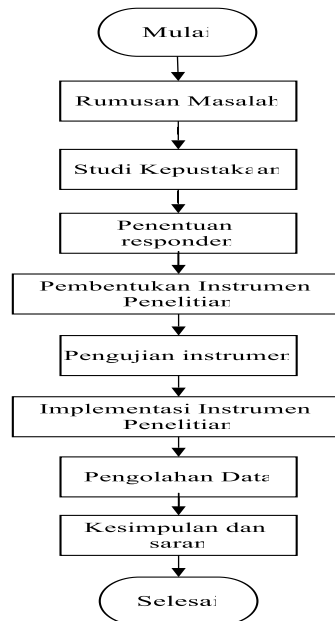 Mulai
Rumusan Masalah
Studi Kepustakaan
Penentuan
responden
Pembentukan Instrumen
Penelitian
Pengujian instrumen
Implementasi Instrumen
Penelitian
Pengolahan Data
Kesimpulan dan
saran
Selesai